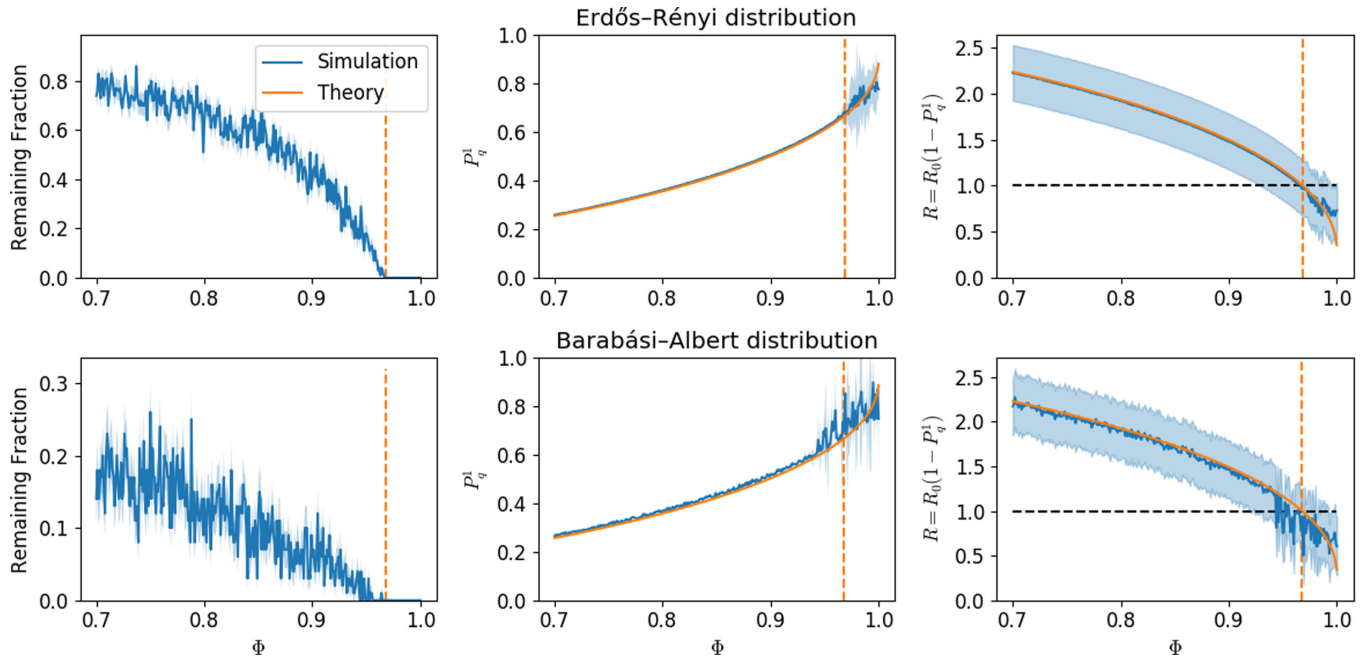 Erdős–Rényi distribution
Remaining Fraction
0.8
0.6
0.4
0.2
0.0
0.7 0.8 0.9 1.0
Simulation
Theory
P_q^1
1.0
0.8
0.6
0.4
0.2
0.0
0.7 0.8 0.9 1.0
R = R_0(1 − P_q^1)
2.5
2.0
1.5
1.0
0.5
0.0
0.7 0.8 0.9 1.0
Barabási–Albert distribution
Remaining Fraction
0.3
0.2
0.1
0.0
0.7 0.8 0.9 1.0
Φ
P_q^1
1.0
0.8
0.6
0.4
0.2
0.0
0.7 0.8 0.9 1.0
Φ
R = R_0(1 − P_q^1)
2.5
2.0
1.5
1.0
0.5
0.0
0.7 0.8 0.9 1.0
Φ